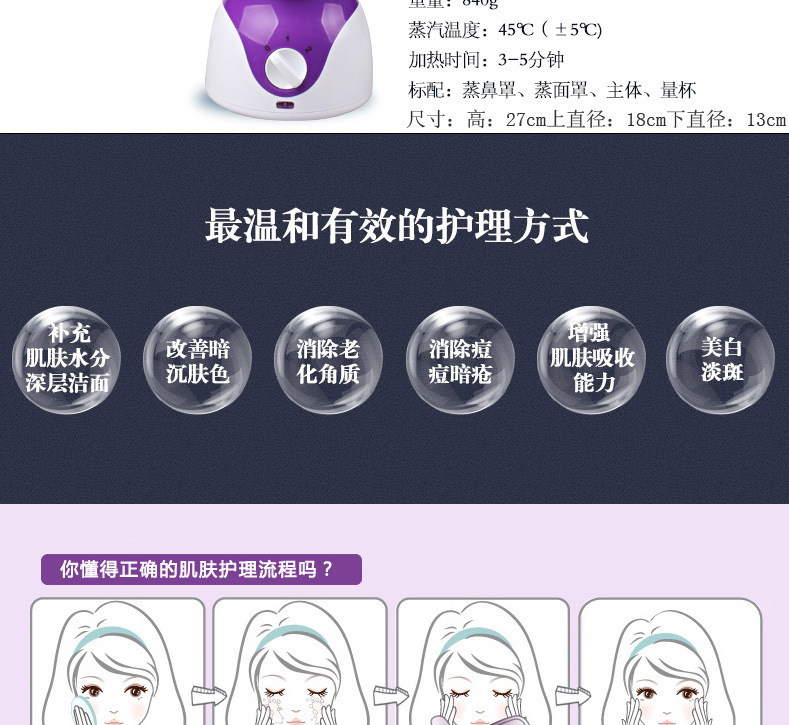 重量：840g
蒸汽温度：45℃（±5℃)
加热时间：3-5分钟
标配：蒸鼻罩、蒸面罩、主体、量杯
尺寸：高：27cm上直径：18cm下直径：13cm
最温和有效的护理方式
补充
肌肤水分
深层洁面
改善暗
沉肤色
消除老
化角质
消除痘
痘暗疮
增强
肌肤吸收
能力
美白
淡斑
你懂得正确的肌肤护理流程吗？